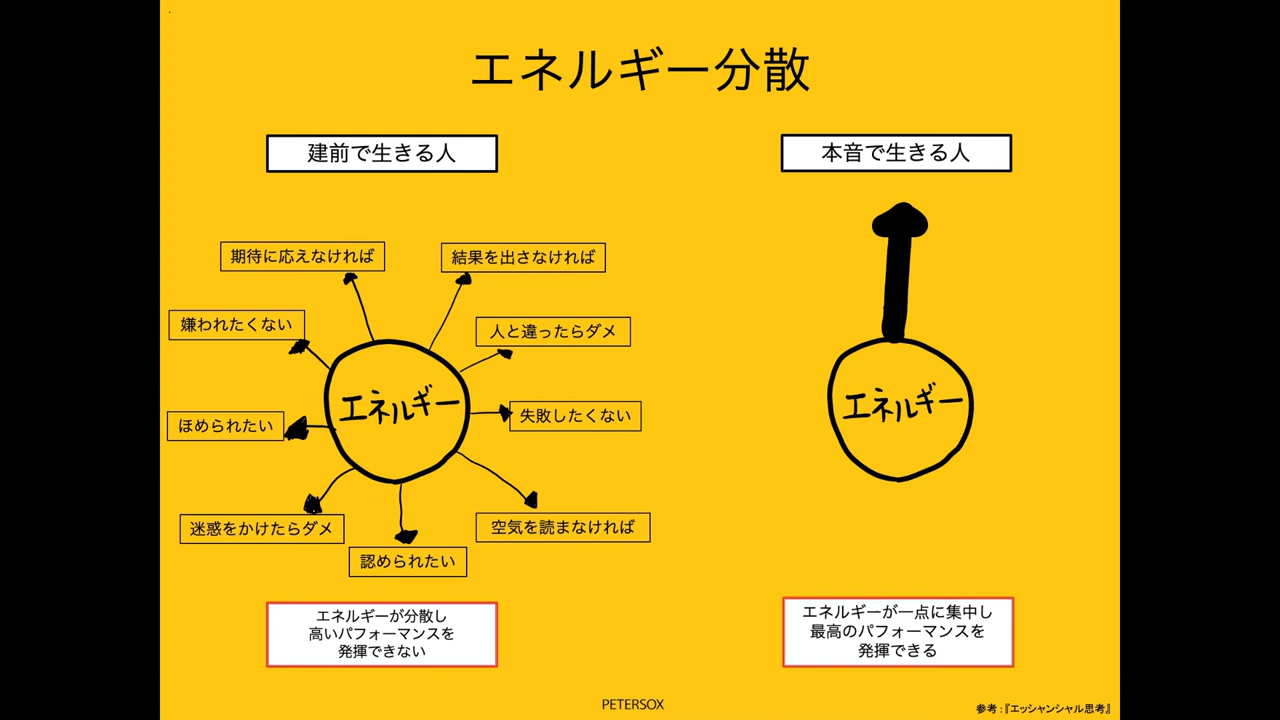 エネルギー分散
建前で生きる人
本音で生きる人
期待に応えなければ
結果を出さなければ
嫌われたくない
人と違ったらダメ
エネルギー
エネルギー
ほめられたい
失敗したくない
迷惑をかけたらダメ
空気を読まなければ
認められたい
エネルギーが分散し
高いパフォーマンスを
発揮できない
エネルギーが一点に集中し
最高のパフォーマンスを
発揮できる
PETERSOX
参考:『エッシャンシャル思考』